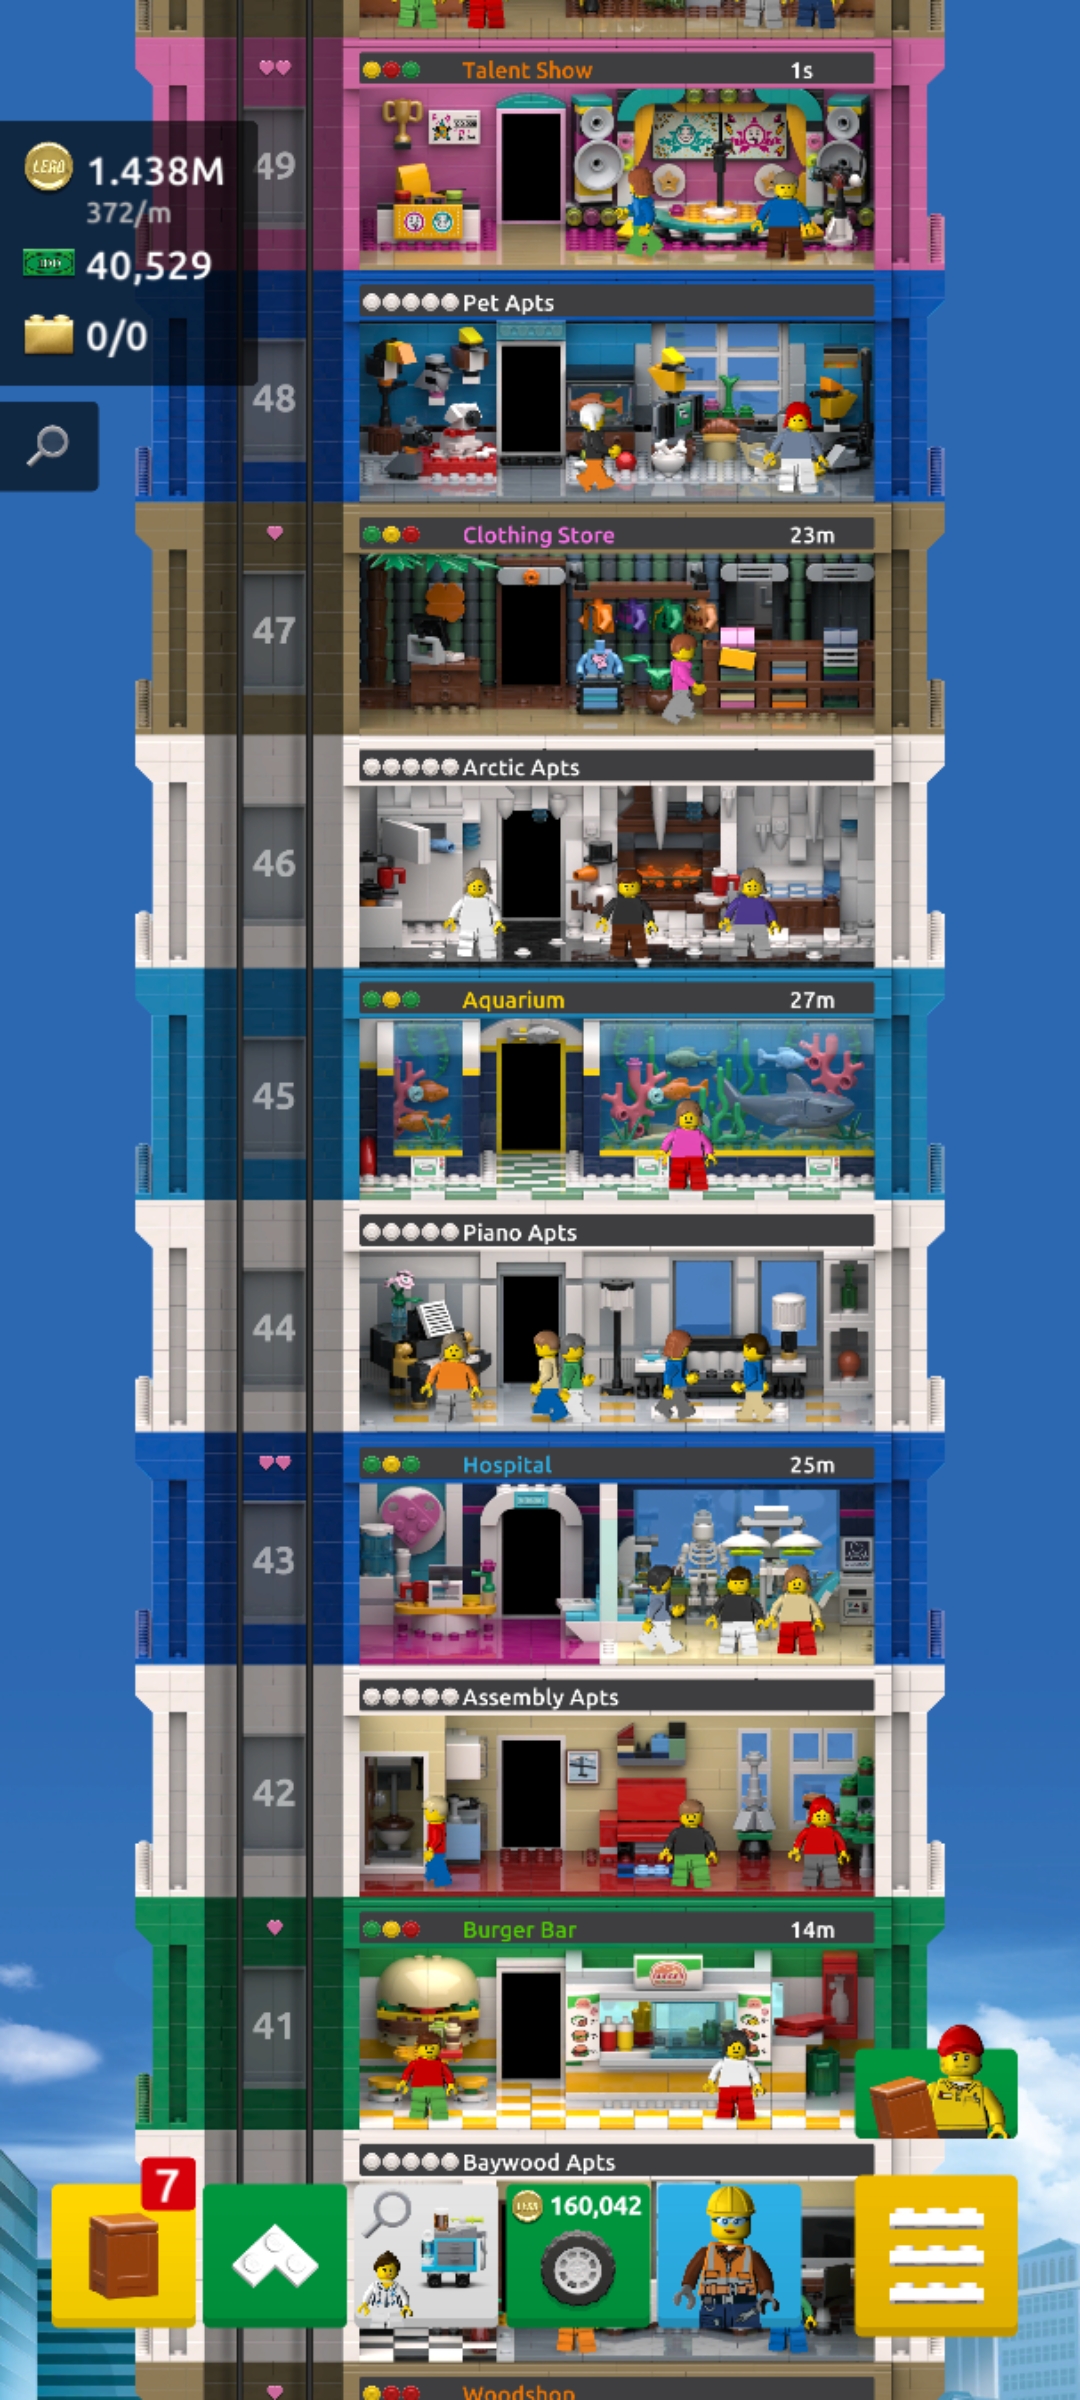 Talent Show 1s
49
1.438M
372/m
40,529
0/0
Pet Apts
48
Clothing Store 23m
47
Arctic Apts
46
Aquarium 27m
45
Piano Apts
44
Hospital 25m
43
Assembly Apts
42
Burger Bar 14m
41
Baywood Apts
7
160,042
Woodshop